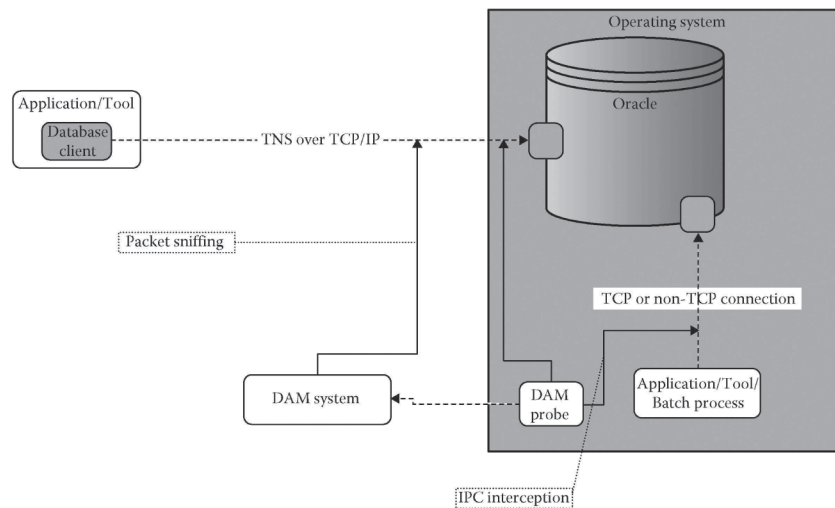 Operating system
Oracle
Application/Tool
Database
client
TNS over TCP/IP
Packet sniffing
TCP or non-TCP connection
DAM system
DAM
probe
Application/Tool/
Batch process
IPC interception